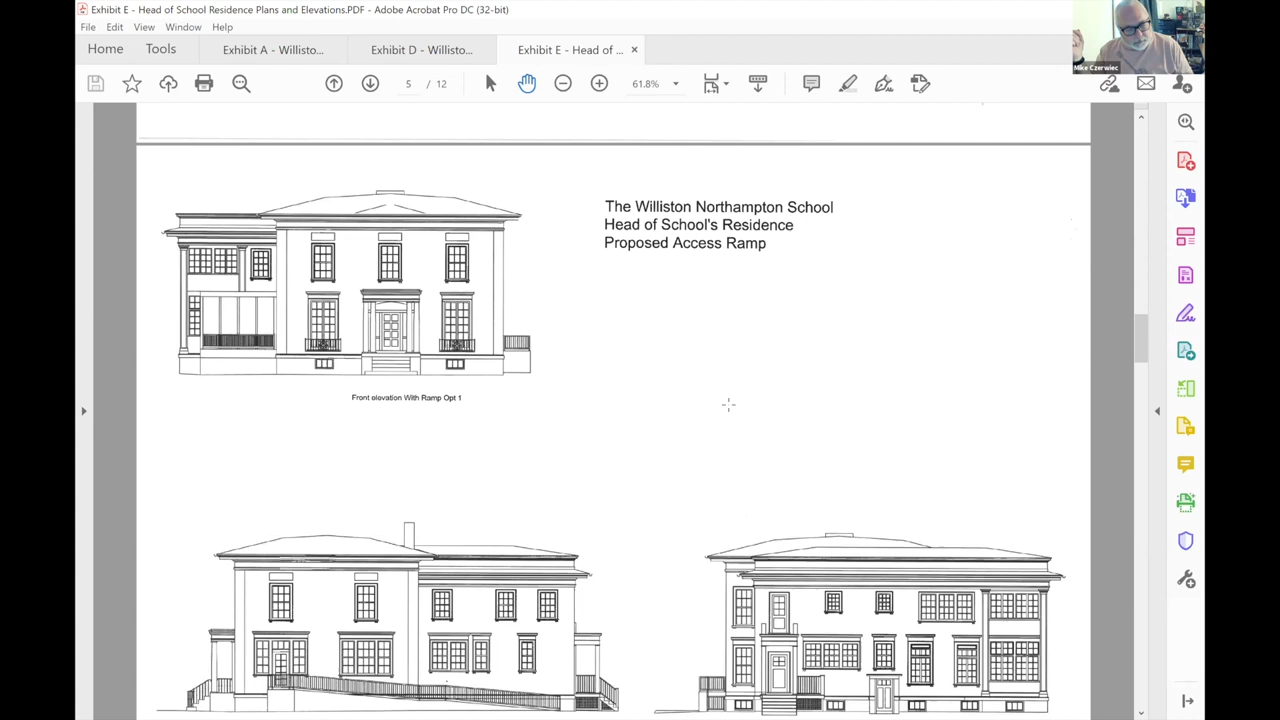 Exhibit E - Head of School Residence Plans and Elevations.PDF - Adobe Acrobat Pro DC (32-bit)
File Edit View Window Help
Home Tools Exhibit A - Willisto... Exhibit D - Willisto... Exhibit E - Head of ... ×
5 / 12 61.8%
Mike Czerwiec
The Williston Northampton School
Head of School's Residence
Proposed Access Ramp
Front elevation With Ramp Opt 1